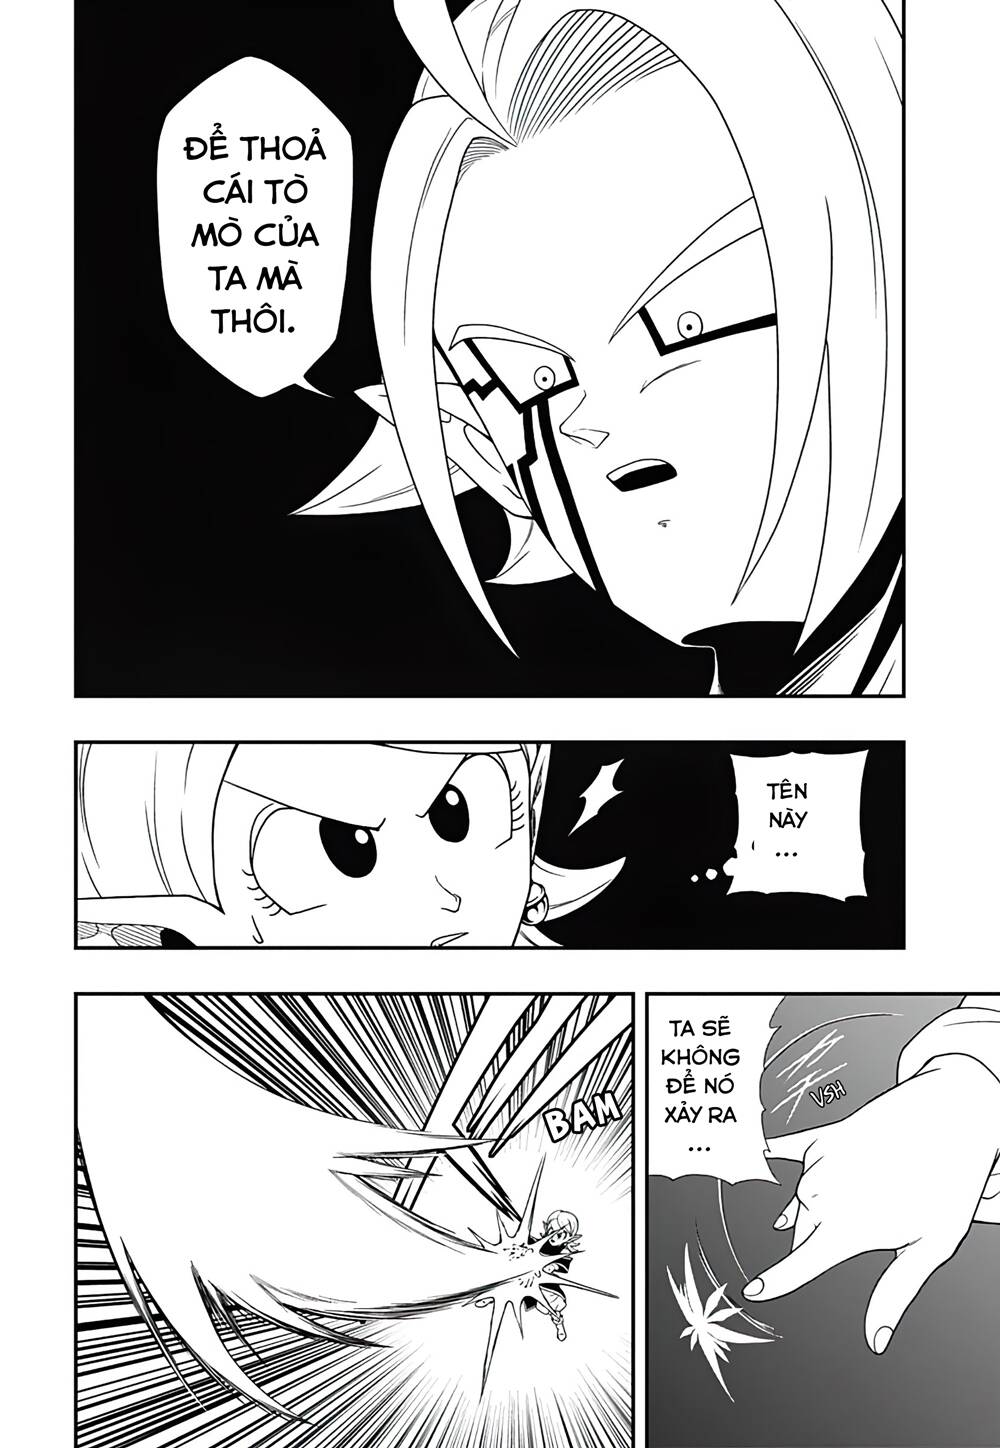 ĐỂ THOẢ
CÁI TÒ
MÒ CỦA
TA MÀ
THÔI.
TÊN
NÀY
...
BAM
TA SẼ
KHÔNG
ĐỂ NÓ
XẢY RA
...
VSH